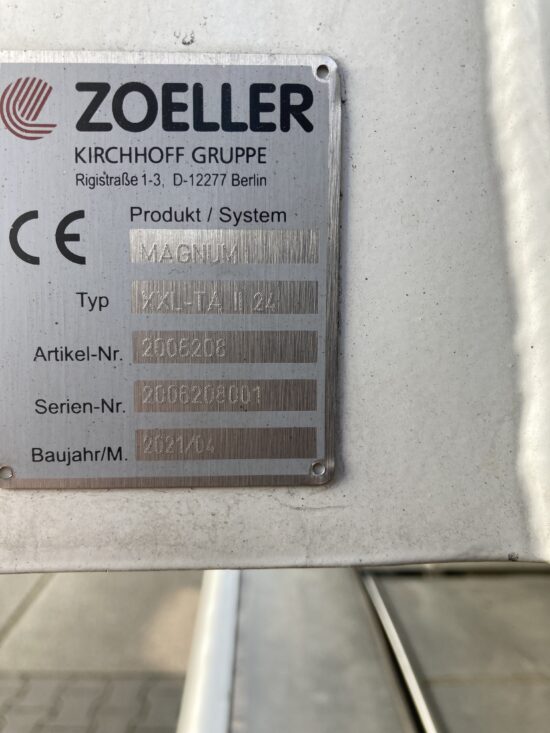 ZOELLER
KIRCHHOFF GRUPPE
Rigistraße 1-3, D-12277 Berlin
CE Produkt / System
MAGNUM
Typ XXL-TA II 24
Artikel-Nr. 2006208
Serien-Nr. 2006208001
Baujahr/M. 2021/04